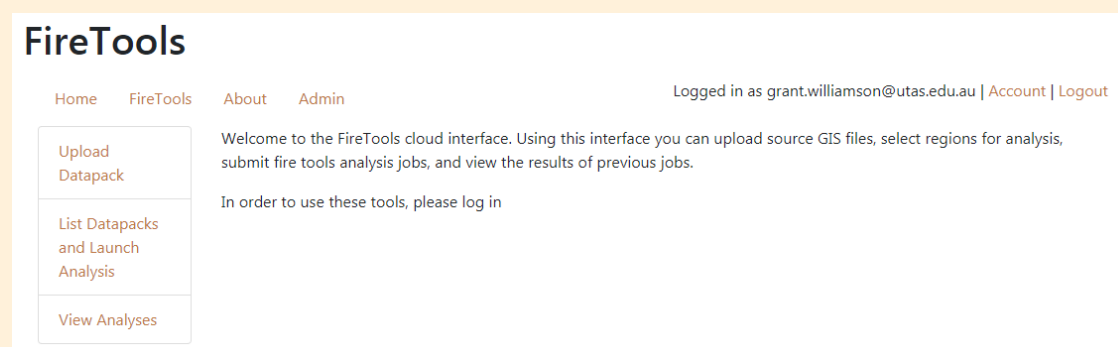 FireTools
Home FireTools About Admin
Logged in as grant.williamson@utas.edu.au | Account | Logout
Upload
Datapack
List Datapacks
and Launch
Analysis
View Analyses
Welcome to the FireTools cloud interface. Using this interface you can upload source GIS files, select regions for analysis,
submit fire tools analysis jobs, and view the results of previous jobs.
In order to use these tools, please log in